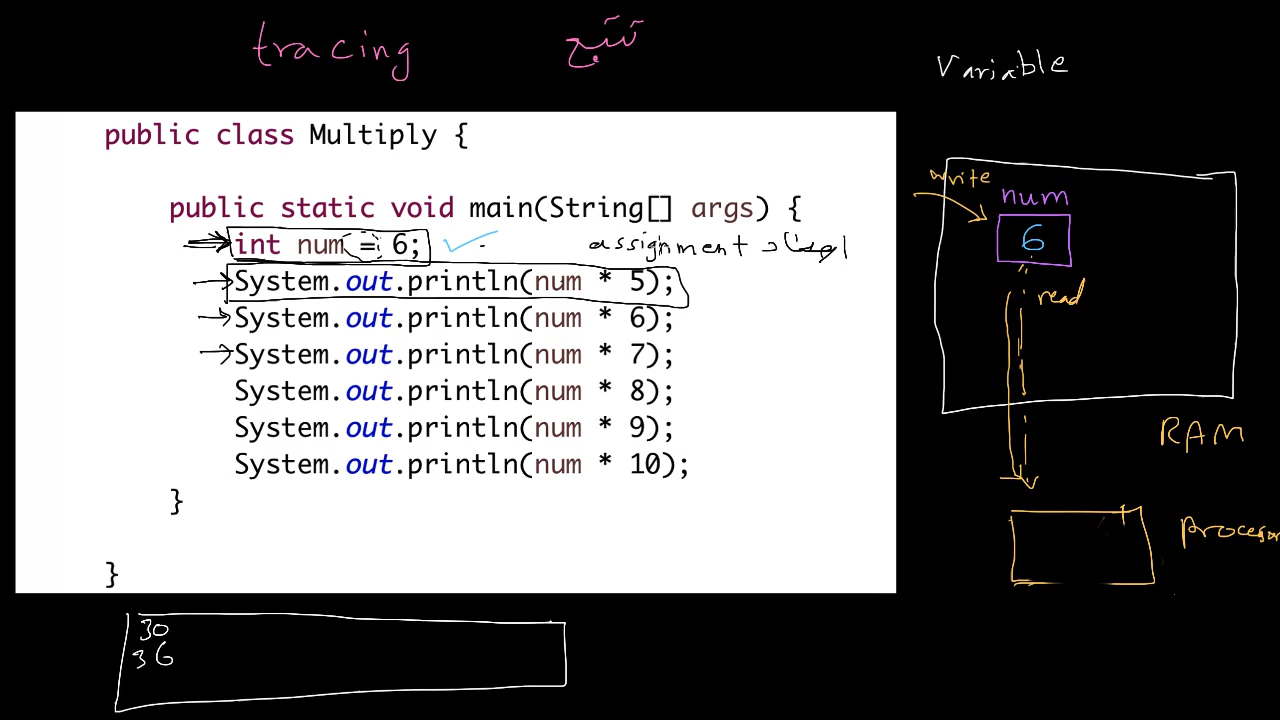 tracing تتبع
Variable
public class Multiply {
public static void main(String[] args) {
int num = 6;
assignment إسناد
System.out.println(num * 5);
System.out.println(num * 6);
System.out.println(num * 7);
System.out.println(num * 8);
System.out.println(num * 9);
System.out.println(num * 10);
}
}
write
num
6
read
RAM
Processor
30
36